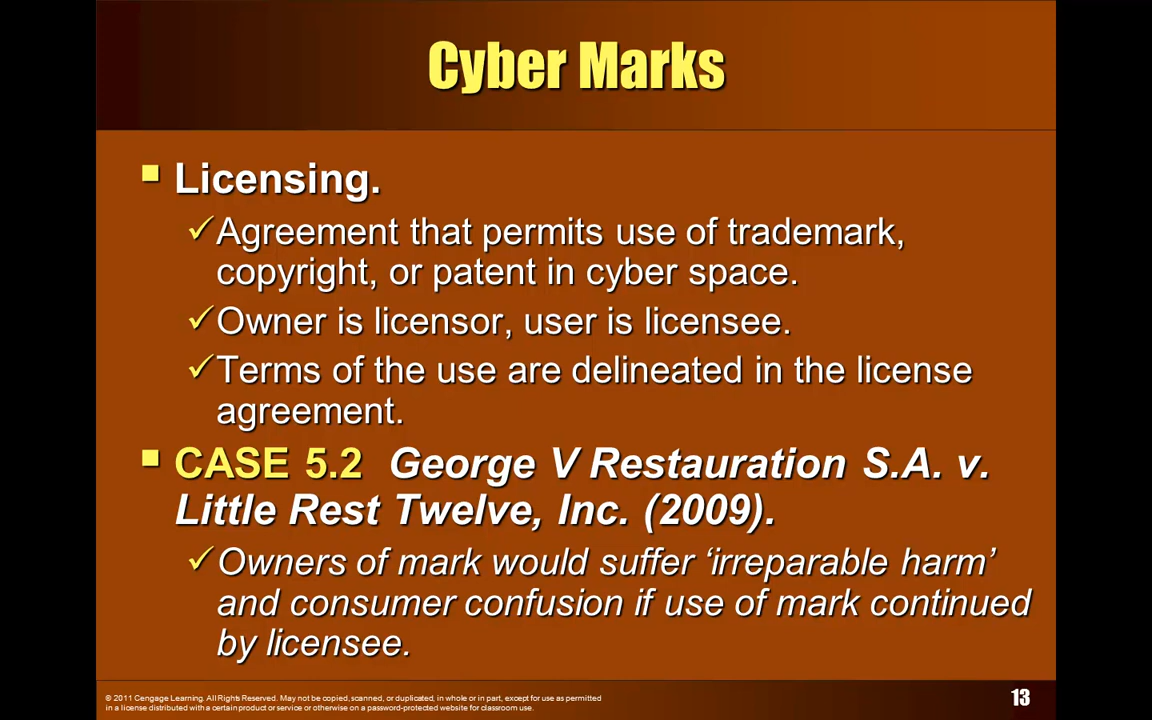 Cyber Marks
Licensing.
Agreement that permits use of trademark,
copyright, or patent in cyber space.
Owner is licensor, user is licensee.
Terms of the use are delineated in the license
agreement.
CASE 5.2 George V Restauration S.A. v.
Little Rest Twelve, Inc. (2009).
Owners of mark would suffer ‘irreparable harm’
and consumer confusion if use of mark continued
by licensee.
© 2011 Cengage Learning. All Rights Reserved. May not be copied, scanned, or duplicated, in whole or in part, except for use as permitted
in a license distributed with a certain product or service or otherwise on a password-protected website for classroom use.
13